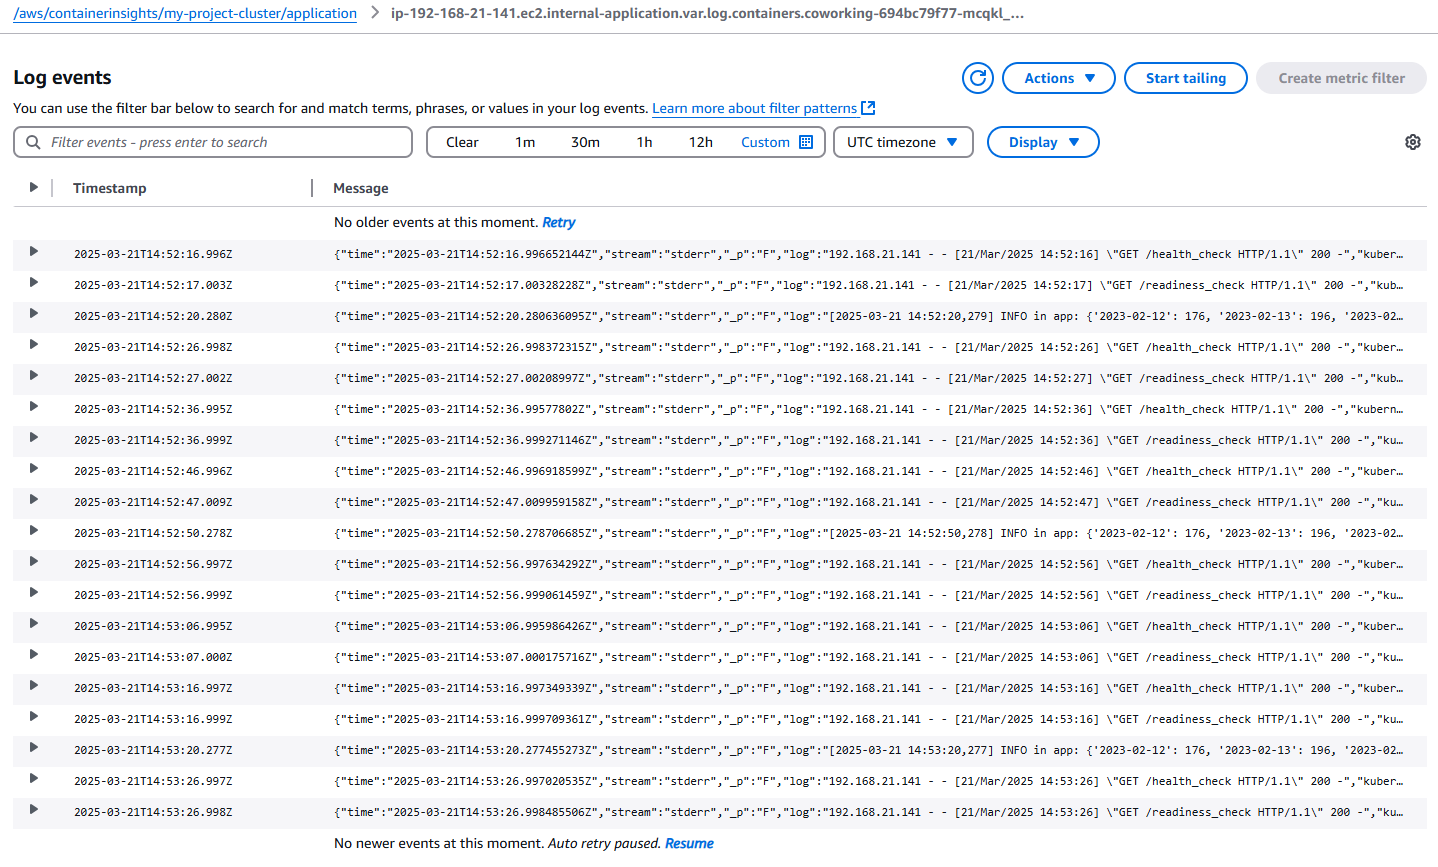 /aws/containerinsights/my-project-cluster/application > ip-192-168-21-141.ec2.internal-application.var.log.containers.coworking-694bc79f77-mcqkl_...
Log events
Actions Start tailing Create metric filter
You can use the filter bar below to search for and match terms, phrases, or values in your log events. Learn more about filter patterns
Filter events - press enter to search Clear 1m 30m 1h 12h Custom UTC timezone Display
Timestamp Message
No older events at this moment. Retry
2025-03-21T14:52:16.996Z {"time":"2025-03-21T14:52:16.996652144Z","stream":"stderr","_p":"F","log":"192.168.21.141 - - [21/Mar/2025 14:52:16] \"GET /health_check HTTP/1.1\" 200 -","kuber…
2025-03-21T14:52:17.003Z {"time":"2025-03-21T14:52:17.00328228Z","stream":"stderr","_p":"F","log":"192.168.21.141 - - [21/Mar/2025 14:52:17] \"GET /readiness_check HTTP/1.1\" 200 -","kub…
2025-03-21T14:52:20.280Z {"time":"2025-03-21T14:52:20.280636095Z","stream":"stderr","_p":"F","log":"[2025-03-21 14:52:20,279] INFO in app: {'2023-02-12': 176, '2023-02-13': 196, '2023-02…
2025-03-21T14:52:26.998Z {"time":"2025-03-21T14:52:26.998372315Z","stream":"stderr","_p":"F","log":"192.168.21.141 - - [21/Mar/2025 14:52:26] \"GET /health_check HTTP/1.1\" 200 -","kuber…
2025-03-21T14:52:27.002Z {"time":"2025-03-21T14:52:27.00208997Z","stream":"stderr","_p":"F","log":"192.168.21.141 - - [21/Mar/2025 14:52:27] \"GET /readiness_check HTTP/1.1\" 200 -","kub…
2025-03-21T14:52:36.995Z {"time":"2025-03-21T14:52:36.99577802Z","stream":"stderr","_p":"F","log":"192.168.21.141 - - [21/Mar/2025 14:52:36] \"GET /health_check HTTP/1.1\" 200 -","kubern…
2025-03-21T14:52:36.999Z {"time":"2025-03-21T14:52:36.999271146Z","stream":"stderr","_p":"F","log":"192.168.21.141 - - [21/Mar/2025 14:52:36] \"GET /readiness_check HTTP/1.1\" 200 -","ku…
2025-03-21T14:52:46.996Z {"time":"2025-03-21T14:52:46.996918599Z","stream":"stderr","_p":"F","log":"192.168.21.141 - - [21/Mar/2025 14:52:46] \"GET /health_check HTTP/1.1\" 200 -","kuber…
2025-03-21T14:52:47.009Z {"time":"2025-03-21T14:52:47.009959158Z","stream":"stderr","_p":"F","log":"192.168.21.141 - - [21/Mar/2025 14:52:47] \"GET /readiness_check HTTP/1.1\" 200 -","ku…
2025-03-21T14:52:50.278Z {"time":"2025-03-21T14:52:50.278706685Z","stream":"stderr","_p":"F","log":"[2025-03-21 14:52:50,278] INFO in app: {'2023-02-12': 176, '2023-02-13': 196, '2023-02…
2025-03-21T14:52:56.997Z {"time":"2025-03-21T14:52:56.997634292Z","stream":"stderr","_p":"F","log":"192.168.21.141 - - [21/Mar/2025 14:52:56] \"GET /health_check HTTP/1.1\" 200 -","kuber…
2025-03-21T14:52:56.999Z {"time":"2025-03-21T14:52:56.999061459Z","stream":"stderr","_p":"F","log":"192.168.21.141 - - [21/Mar/2025 14:52:56] \"GET /readiness_check HTTP/1.1\" 200 -","ku…
2025-03-21T14:53:06.995Z {"time":"2025-03-21T14:53:06.995986426Z","stream":"stderr","_p":"F","log":"192.168.21.141 - - [21/Mar/2025 14:53:06] \"GET /health_check HTTP/1.1\" 200 -","kuber…
2025-03-21T14:53:07.000Z {"time":"2025-03-21T14:53:07.000175716Z","stream":"stderr","_p":"F","log":"192.168.21.141 - - [21/Mar/2025 14:53:06] \"GET /readiness_check HTTP/1.1\" 200 -","ku…
2025-03-21T14:53:16.997Z {"time":"2025-03-21T14:53:16.997349339Z","stream":"stderr","_p":"F","log":"192.168.21.141 - - [21/Mar/2025 14:53:16] \"GET /health_check HTTP/1.1\" 200 -","kuber…
2025-03-21T14:53:16.999Z {"time":"2025-03-21T14:53:16.999709361Z","stream":"stderr","_p":"F","log":"192.168.21.141 - - [21/Mar/2025 14:53:16] \"GET /readiness_check HTTP/1.1\" 200 -","ku…
2025-03-21T14:53:20.277Z {"time":"2025-03-21T14:53:20.277455273Z","stream":"stderr","_p":"F","log":"[2025-03-21 14:53:20,277] INFO in app: {'2023-02-12': 176, '2023-02-13': 196, '2023-02…
2025-03-21T14:53:26.997Z {"time":"2025-03-21T14:53:26.997020535Z","stream":"stderr","_p":"F","log":"192.168.21.141 - - [21/Mar/2025 14:53:26] \"GET /health_check HTTP/1.1\" 200 -","kuber…
2025-03-21T14:53:26.998Z {"time":"2025-03-21T14:53:26.998485506Z","stream":"stderr","_p":"F","log":"192.168.21.141 - - [21/Mar/2025 14:53:26] \"GET /readiness_check HTTP/1.1\" 200 -","ku…
No newer events at this moment. Auto retry paused. Resume